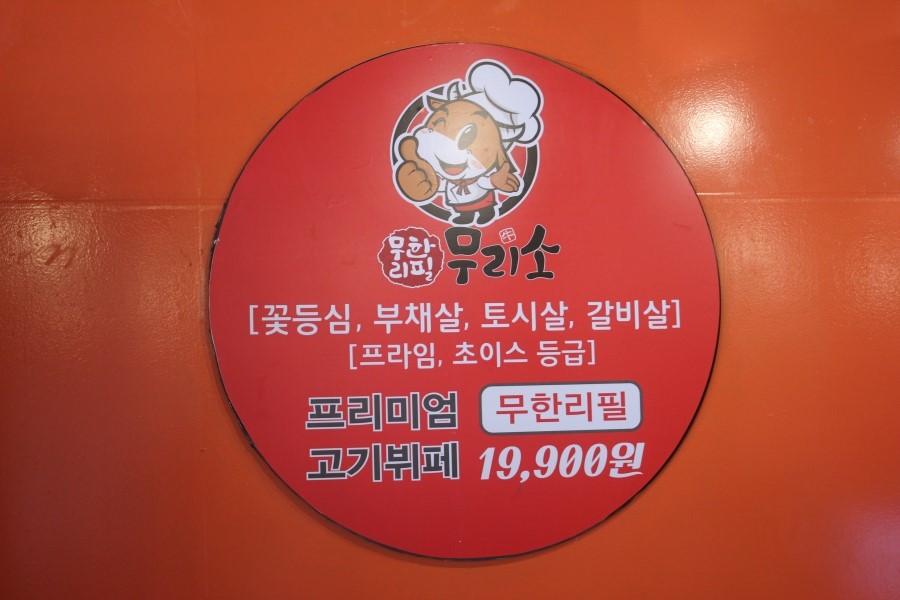 무한
리필
무리소
牛
[꽃등심, 부채살, 토시살, 갈비살]
[프라임, 초이스 등급]
프리미엄 무한리필
고기뷔페 19,900원